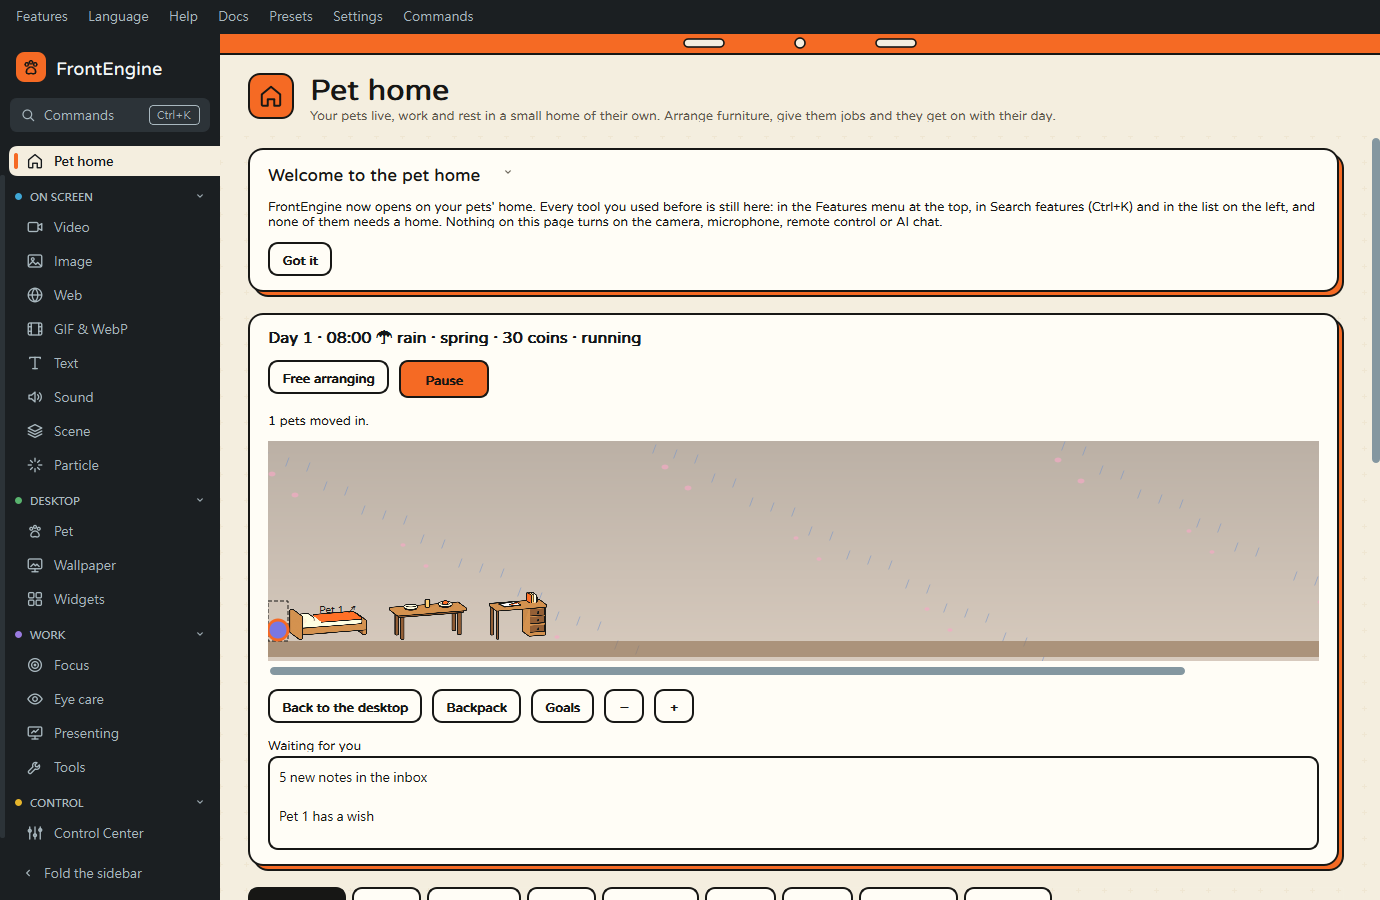 Features Language Help Docs Presets Settings Commands
FrontEngine
Commands Ctrl+K
Pet home
ON SCREEN
Video
Image
Web
GIF & WebP
Text
Sound
Scene
Particle
DESKTOP
Pet
Wallpaper
Widgets
WORK
Focus
Eye care
Presenting
Tools
CONTROL
Control Center
Fold the sidebar
Pet home
Your pets live, work and rest in a small home of their own. Arrange furniture, give them jobs and they get on with their day.
Welcome to the pet home
FrontEngine now opens on your pets' home. Every tool you used before is still here: in the Features menu at the top, in Search features (Ctrl+K) and in the list on the left, and
none of them needs a home. Nothing on this page turns on the camera, microphone, remote control or AI chat.
Got it
Day 1 · 08:00 ☂ rain · spring · 30 coins · running
Free arranging Pause
1 pets moved in.
Pet 1
Back to the desktop Backpack Goals − +
Waiting for you
5 new notes in the inbox
Pet 1 has a wish